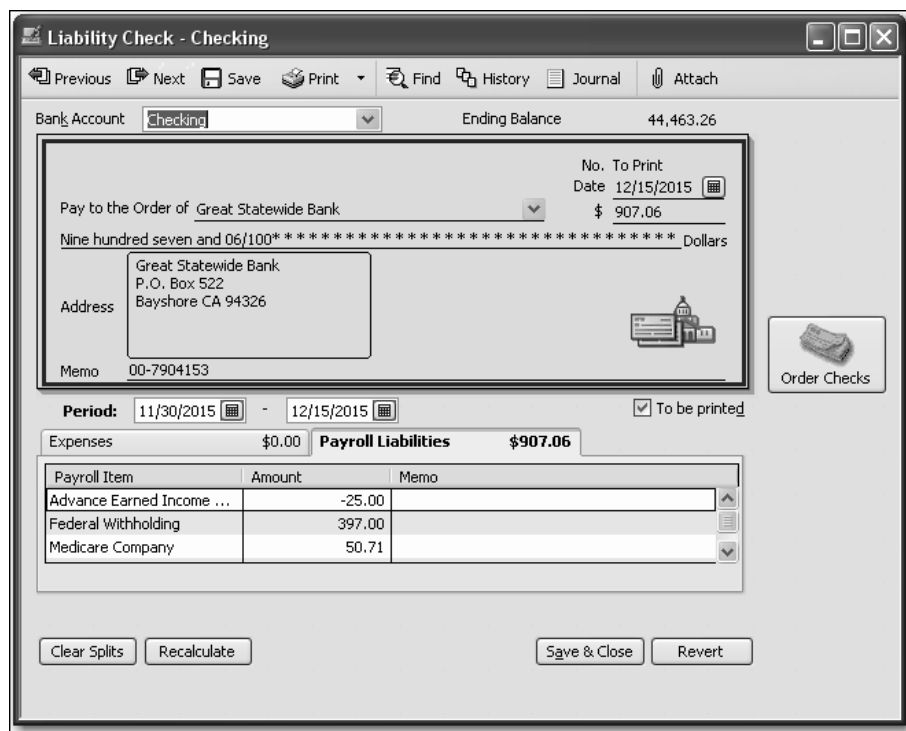 Liability Check - Checking
Previous Next Save Print Find History Journal Attach
Bank Account Checking Ending Balance 44,463.26
No. To Print
Date 12/15/2015
Pay to the Order of Great Statewide Bank $ 907.06
Nine hundred seven and 06/100* * * * * * * * * * * * * * * * * * * * * * * * * * * * * * * * * Dollars
Great Statewide Bank
P.O. Box 522
Address Bayshore CA 94326
Memo 00-7904153
Order Checks
Period: 11/30/2015 - 12/15/2015 To be printed
Expenses $0.00 Payroll Liabilities $907.06
Payroll Item Amount Memo
Advance Earned Income ... -25.00
Federal Withholding 397.00
Medicare Company 50.71
Clear Splits Recalculate Save & Close Revert